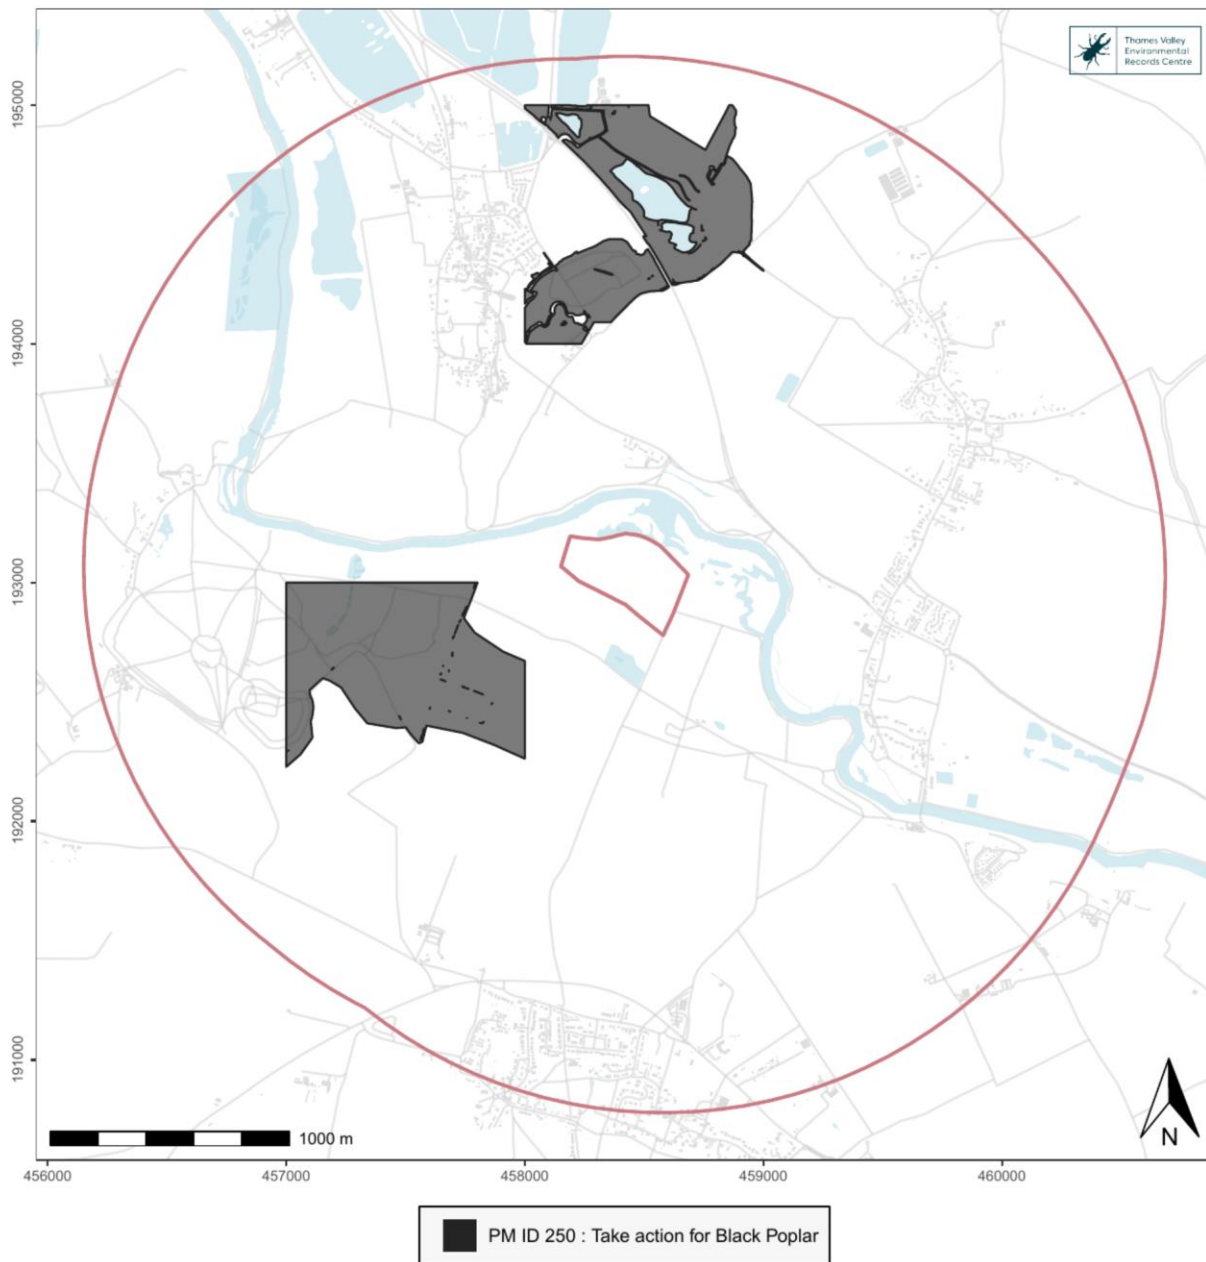 Thames Valley
Environmental
Records Centre
195000
194000
193000
192000
191000
1000 m
N
456000
457000
458000
459000
460000
PM ID 250 : Take action for Black Poplar